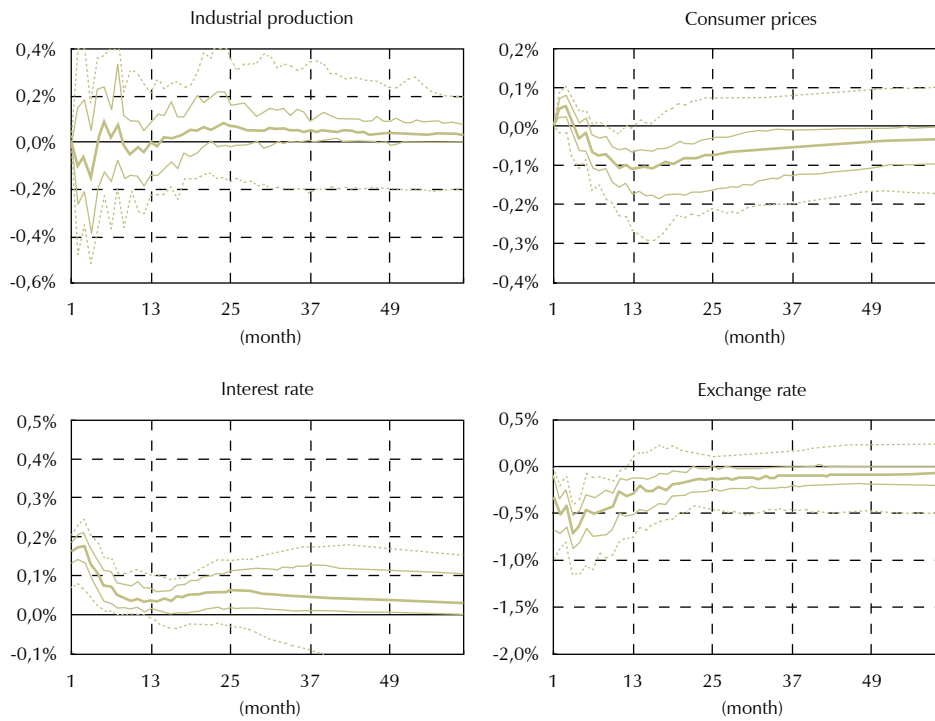 Industrial production
0,4%
0,2%
0,0%
-0,2%
-0,4%
-0,6%
1 13 25 37 49
(month)
Consumer prices
0,2%
0,1%
0,0%
-0,1%
-0,2%
-0,3%
-0,4%
1 13 25 37 49
(month)
Interest rate
0,5%
0,4%
0,3%
0,2%
0,1%
0,0%
-0,1%
1 13 25 37 49
(month)
Exchange rate
0,5%
0,0%
-0,5%
-1,0%
-1,5%
-2,0%
1 13 25 37 49
(month)